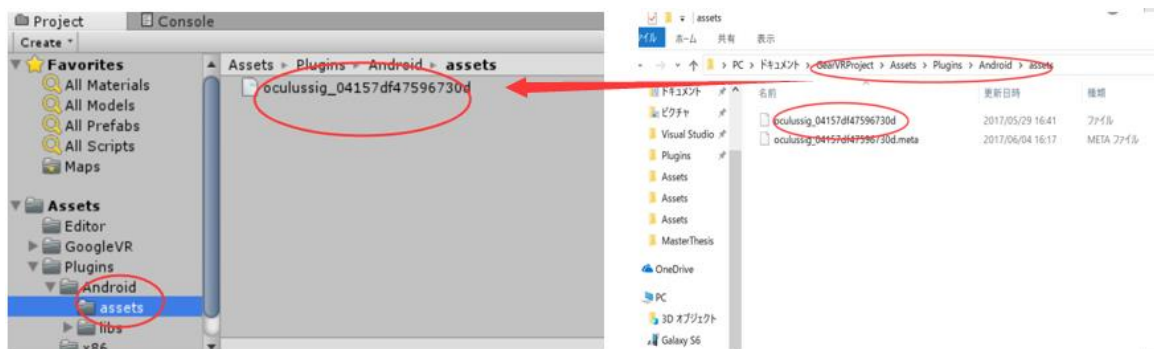 Project
Console
Create
Favorites
All Materials
All Models
All Prefabs
All Scripts
Maps
Assets
Editor
GoogleVR
Plugins
Android
assets
libs
x86
Assets ▸ Plugins ▸ Android ▸ assets
oculussig_04157df47596730d
assets
ホーム 共有 表示
PC > ドキュメント > GearVRProject > Assets > Plugins > Android > assets
ドキュメント
ピクチャ
Visual Studio
Plugins
Assets
Assets
Assets
MasterThesis
OneDrive
PC
3D オブジェクト
Galaxy S6
名前 更新日時 種類
oculussig_04157df47596730d 2017/05/29 16:41 ファイル
oculussig_04157df47596730d.meta 2017/06/04 16:17 META ファイル